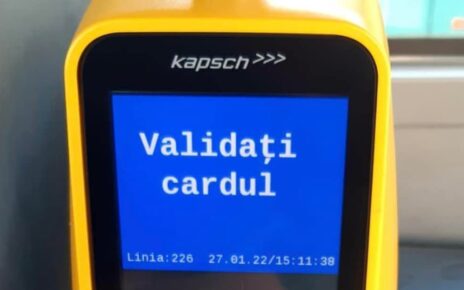 kapsch>>>
Validați
cardul
Linia:226 27.01.22/15:11:38